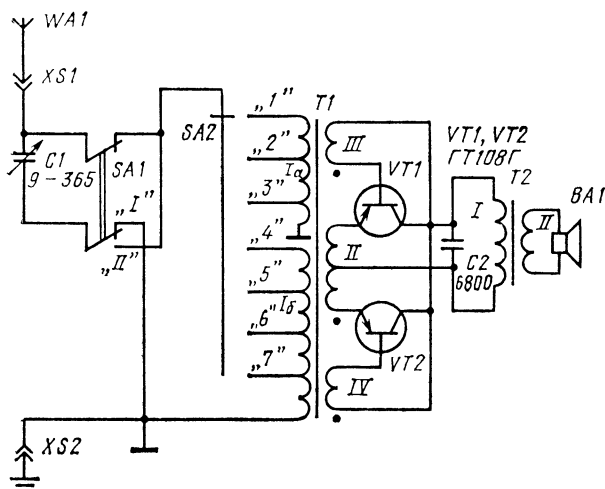 WA1
XS1
C1
9-365
SA1
„I”
„II”
XS2
SA2
„1”
„2”
„3”
„4”
„5”
„6”
„7”
T1
Iа
Iб
III
II
IV
VT1
VT2
VT1, VT2
ГТ108Г
T2
I
II
C2
6800
BA1